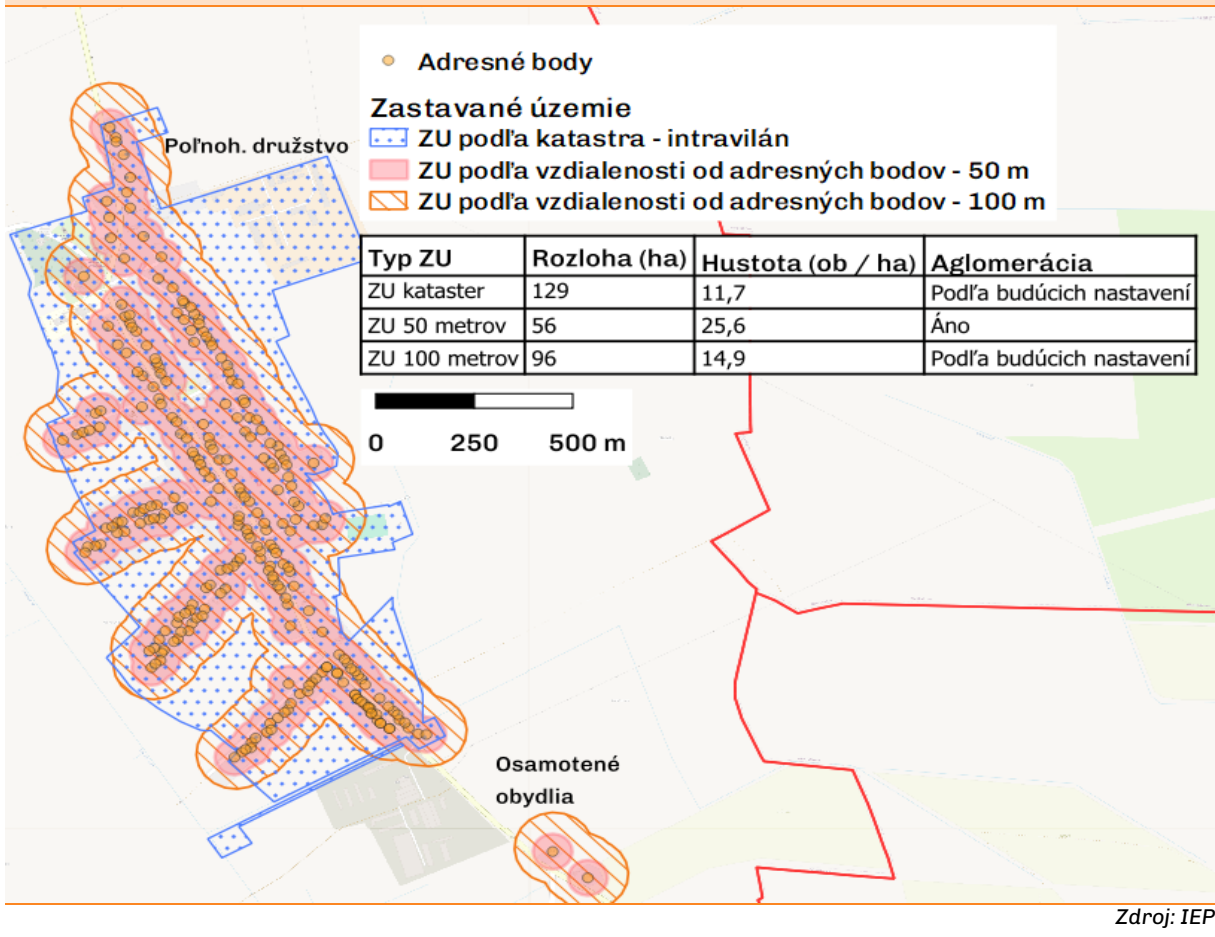 Adresné body
Zastavané územie
ZU podľa katastra - intravilán
ZU podľa vzdialenosti od adresných bodov - 50 m
ZU podľa vzdialenosti od adresných bodov - 100 m
Poľnoh. družstvo
Typ ZU Rozloha (ha) Hustota (ob / ha) Aglomerácia
ZU kataster 129 11,7 Podľa budúcich nastavení
ZU 50 metrov 56 25,6 Áno
ZU 100 metrov 96 14,9 Podľa budúcich nastavení
0 250 500 m
Osamotené
obydlia
Zdroj: IEP